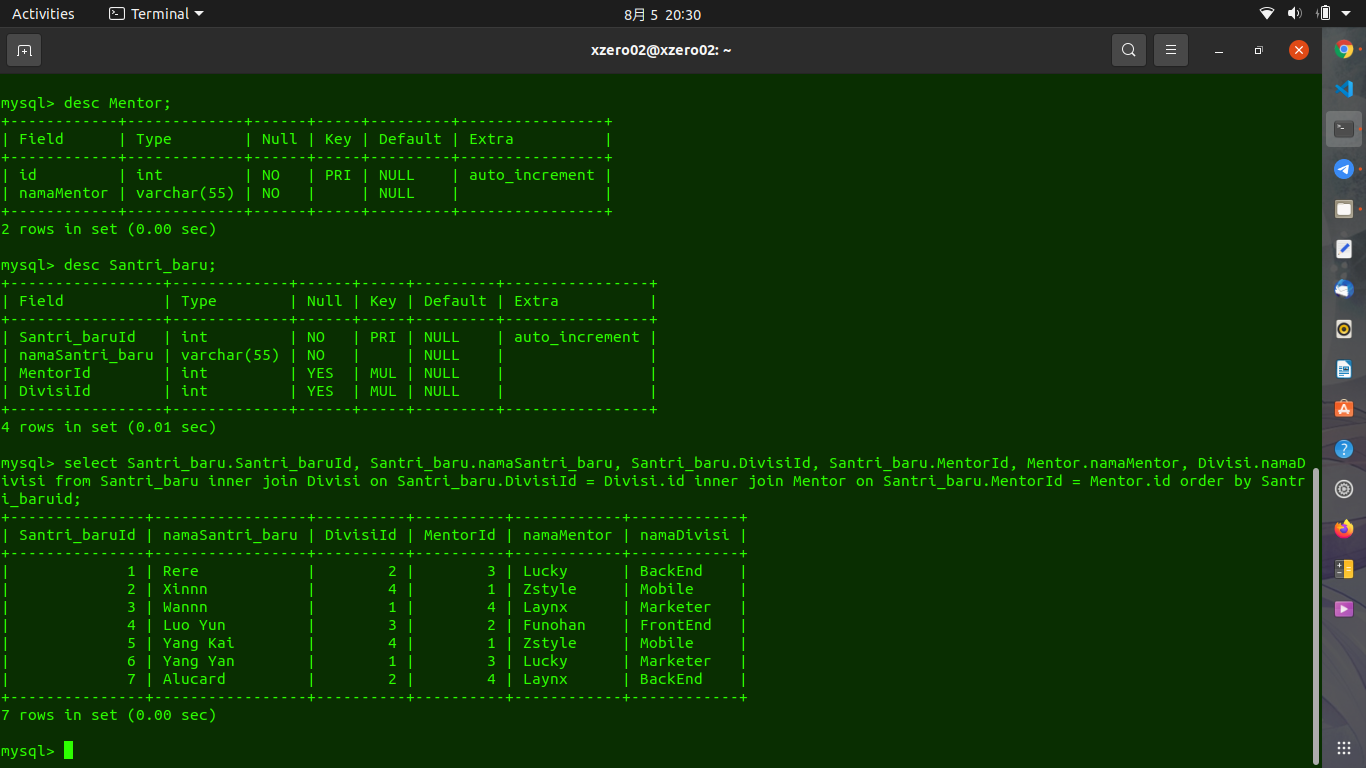 Activities Terminal 8月 5 20:30
xzero02@xzero02: ~
mysql> desc Mentor;
+------------+-------------+------+-----+---------+----------------+
| Field      | Type        | Null | Key | Default | Extra          |
+------------+-------------+------+-----+---------+----------------+
| id         | int         | NO   | PRI | NULL    | auto_increment |
| namaMentor | varchar(55) | NO   |     | NULL    |                |
+------------+-------------+------+-----+---------+----------------+
2 rows in set (0.00 sec)
mysql> desc Santri_baru;
+-----------------+-------------+------+-----+---------+----------------+
| Field           | Type        | Null | Key | Default | Extra          |
+-----------------+-------------+------+-----+---------+----------------+
| Santri_baruId   | int         | NO   | PRI | NULL    | auto_increment |
| namaSantri_baru | varchar(55) | NO   |     | NULL    |                |
| MentorId        | int         | YES  | MUL | NULL    |                |
| DivisiId        | int         | YES  | MUL | NULL    |                |
+-----------------+-------------+------+-----+---------+----------------+
4 rows in set (0.01 sec)
mysql> select Santri_baru.Santri_baruId, Santri_baru.namaSantri_baru, Santri_baru.DivisiId, Santri_baru.MentorId, Mentor.namaMentor, Divisi.namaD
ivisi from Santri_baru inner join Divisi on Santri_baru.DivisiId = Divisi.id inner join Mentor on Santri_baru.MentorId = Mentor.id order by Santr
i_baruid;
+---------------+-----------------+----------+----------+------------+------------+
| Santri_baruId | namaSantri_baru | DivisiId | MentorId | namaMentor | namaDivisi |
+---------------+-----------------+----------+----------+------------+------------+
|             1 | Rere            |        2 |        3 | Lucky      | BackEnd    |
|             2 | Xinnn           |        4 |        1 | Zstyle     | Mobile     |
|             3 | Wannn           |        1 |        4 | Laynx      | Marketer   |
|             4 | Luo Yun         |        3 |        2 | Funohan    | FrontEnd   |
|             5 | Yang Kai        |        4 |        1 | Zstyle     | Mobile     |
|             6 | Yang Yan        |        1 |        3 | Lucky      | Marketer   |
|             7 | Alucard         |        2 |        4 | Laynx      | BackEnd    |
+---------------+-----------------+----------+----------+------------+------------+
7 rows in set (0.00 sec)
mysql>